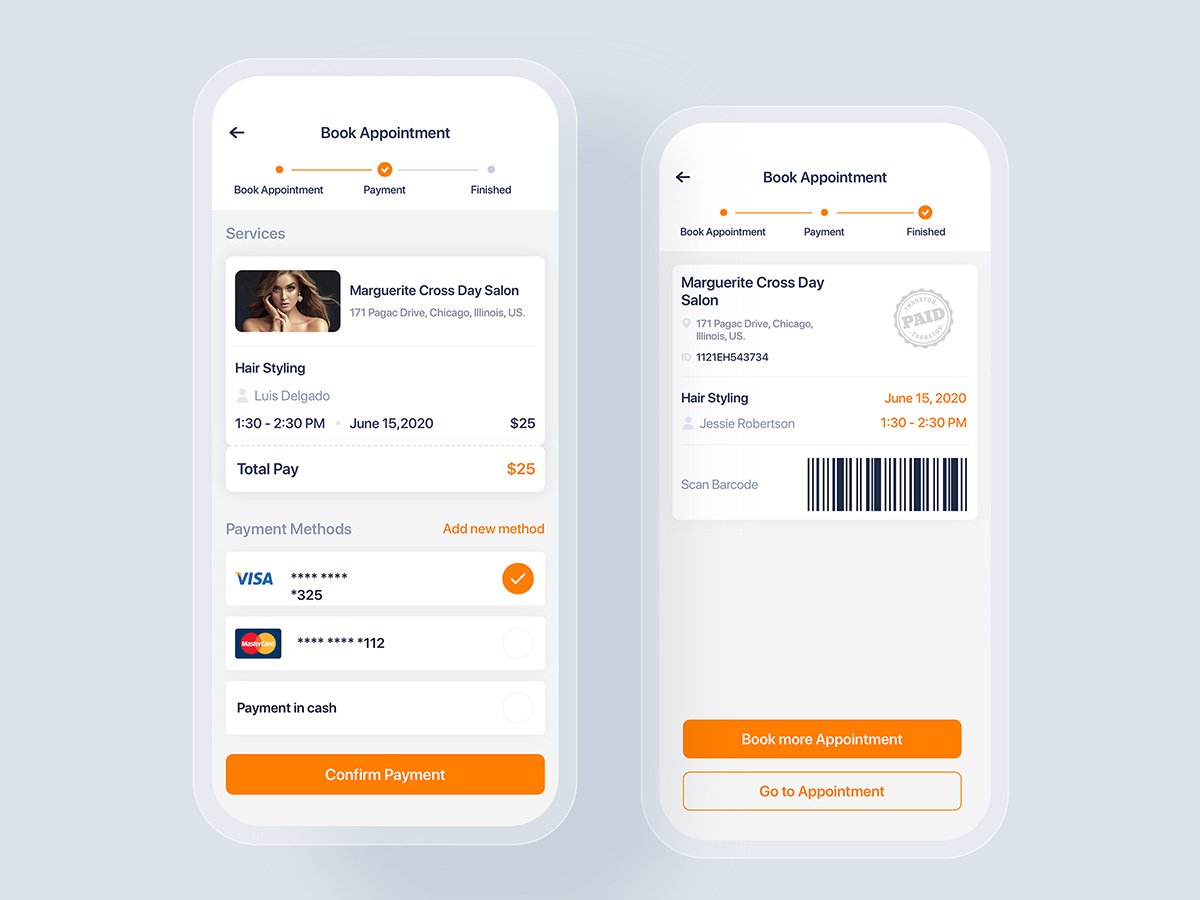 Book Appointment
Book Appointment
Payment
Finished
Services
Marguerite Cross Day Salon
171 Pagac Drive, Chicago, Illinois, US.
Hair Styling
Luis Delgado
1:30 - 2:30 PM
June 15,2020
$25
Total Pay
$25
Payment Methods
Add new method
VISA
**** ****
*325
MasterCard
**** **** *112
Payment in cash
Confirm Payment
Book Appointment
Book Appointment
Payment
Finished
Marguerite Cross Day
Salon
171 Pagac Drive, Chicago,
Illinois, US.
ID 1121EH543734
THANKYOU
PAID
THANKYOU
Hair Styling
June 15, 2020
Jessie Robertson
1:30 - 2:30 PM
Scan Barcode
Book more Appointment
Go to Appointment